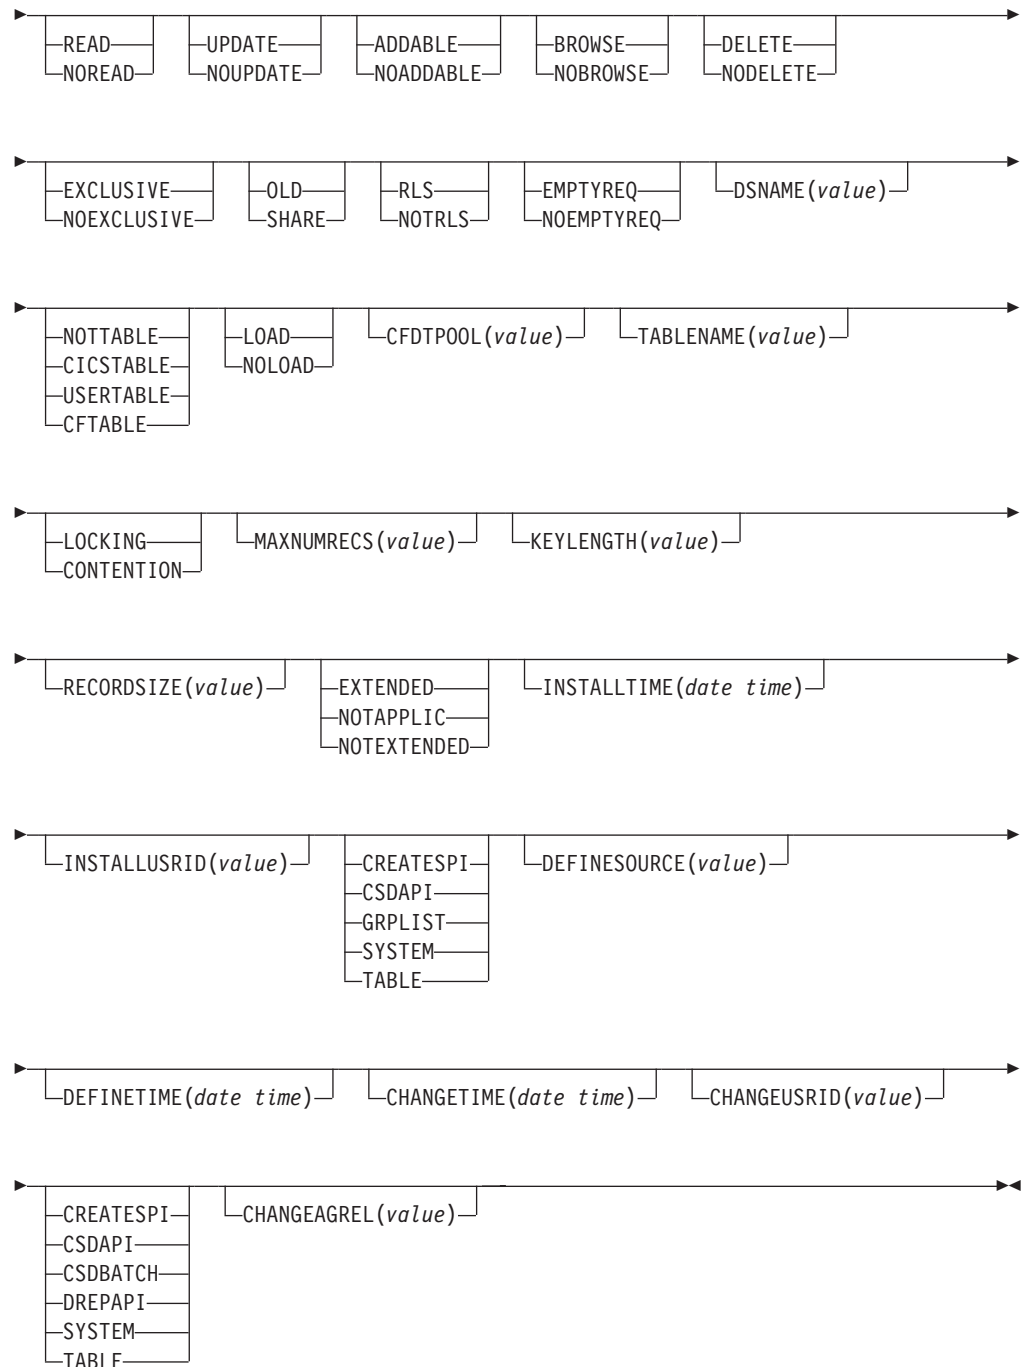 READ UPDATE ADDABLE BROWSE DELETE
NOREAD NOUPDATE NOADDABLE NOBROWSE NODELETE
EXCLUSIVE OLD RLS EMPTYREQ DSNAME(value)
NOEXCLUSIVE SHARE NOTRLS NOEMPTYREQ
NOTTABLE LOAD CFDTPOOL(value) TABLENAME(value)
CICSTABLE NOLOAD
USERTABLE
CFTABLE
LOCKING MAXNUMRECS(value) KEYLENGTH(value)
CONTENTION
RECORDSIZE(value) EXTENDED INSTALLTIME(date time)
NOTAPPLIC
NOTEXTENDED
INSTALLUSRID(value) CREATESPI DEFINESOURCE(value)
CSDAPI
GRPLIST
SYSTEM
TABLE
DEFINETIME(date time) CHANGETIME(date time) CHANGEUSRID(value)
CREATESPI CHANGEAGREL(value)
CSDAPI
CSDBATCH
DREPAPI
SYSTEM
TABLE